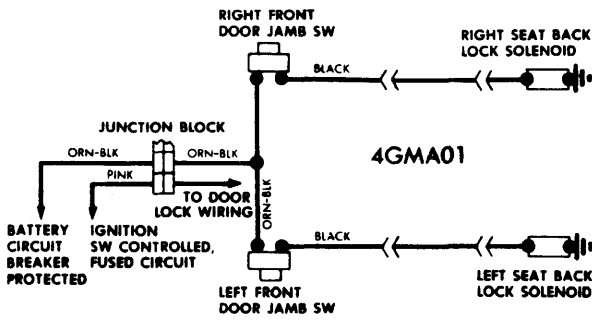 RIGHT FRONT
DOOR JAMB SW
RIGHT SEAT BACK
LOCK SOLENOID
BLACK
JUNCTION BLOCK
ORN-BLK
ORN-BLK
4GMA01
PINK
TO DOOR
LOCK WIRING
ORN-BLK
BATTERY
CIRCUIT
BREAKER
PROTECTED
IGNITION
SW CONTROLLED,
FUSED CIRCUIT
BLACK
LEFT FRONT
DOOR JAMB SW
LEFT SEAT BACK
LOCK SOLENOID